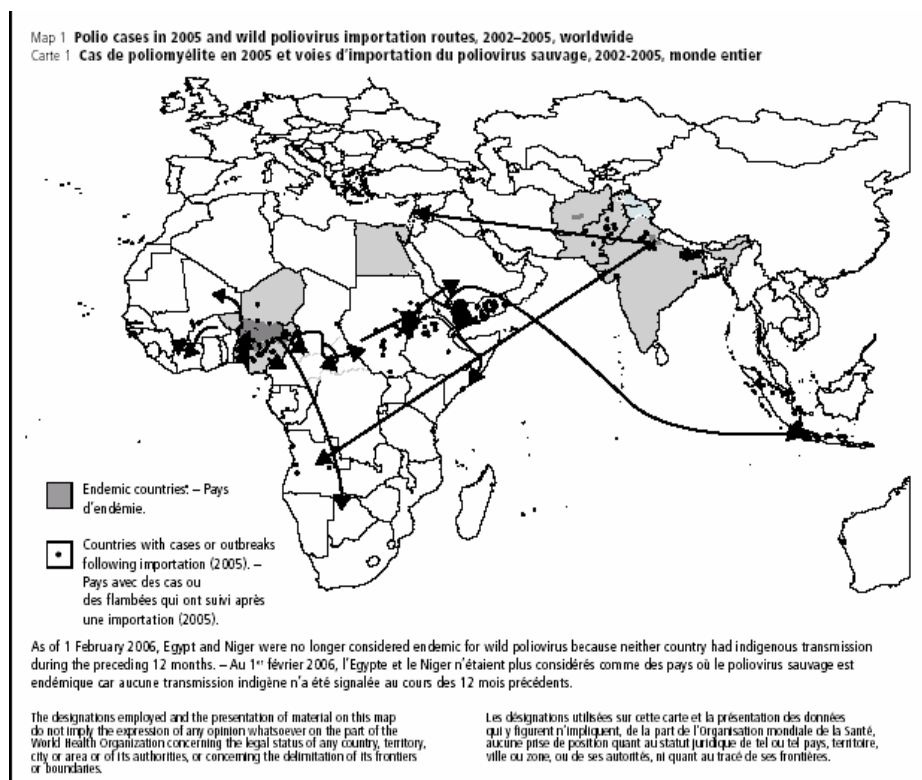 Map 1 Polio cases in 2005 and wild poliovirus importation routes, 2002–2005, worldwide
Carte 1 Cas de poliomyélite en 2005 et voies d'importation du poliovirus sauvage, 2002-2005, monde entier
Endemic countries.* – Pays
d'endémie.
Countries with cases or outbreaks
following importation (2005). –
Pays avec des cas ou
des flambées qui ont suivi après
une importation (2005).
As of 1 February 2006, Egypt and Niger were no longer considered endemic for wild poliovirus because neither country had indigenous transmission
during the preceding 12 months. – Au 1er février 2006, l'Egypte et le Niger n'étaient plus considérés comme des pays où le poliovirus sauvage est
endémique car aucune transmission indigène n'a été signalée au cours des 12 mois précédents.
The designations employed and the presentation of material on this map
do not imply the expression of any opinion whatsoever on the part of the
World Health Organization concerning the legal status of any country, territory,
city or area or of its authorities, or concerning the delimitation of its frontiers
or boundaries.
Les désignations utilisées sur cette carte et la présentation des données
qui y figurent n'impliquent, de la part de l'Organisation mondiale de la Santé,
aucune prise de position quant au statut juridique de tel ou tel pays, territoire,
ville ou zone, ou de ses autorités, ni quant au tracé de ses frontières.